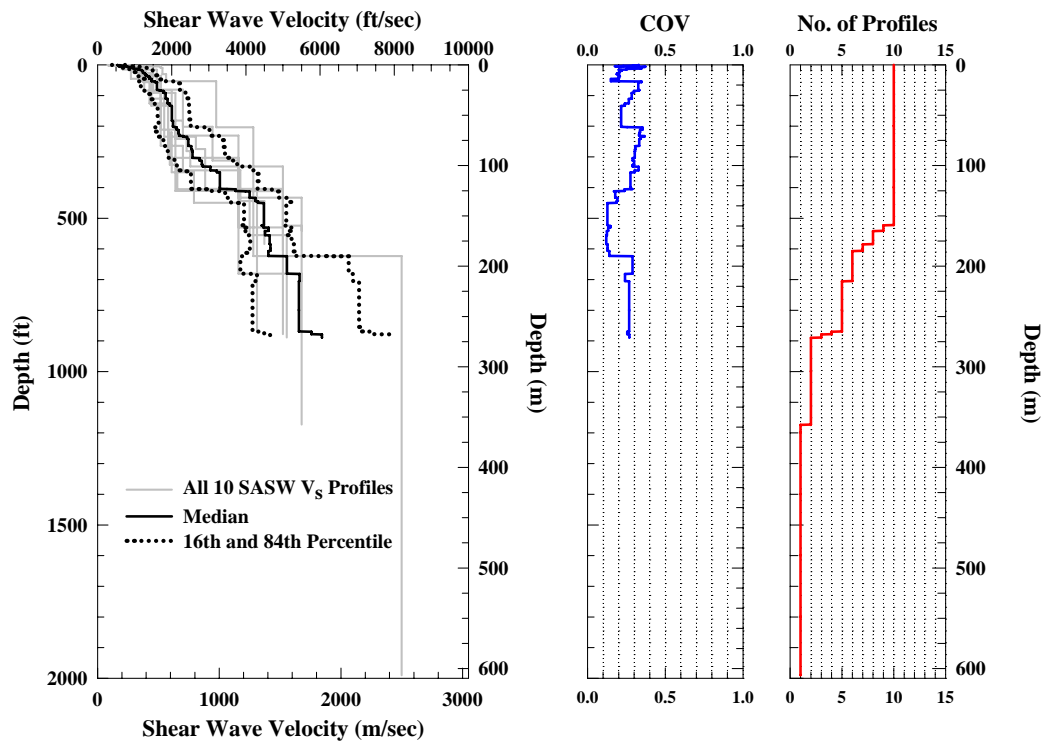 Shear Wave Velocity (ft/sec)
0 2000 4000 6000 8000 10000
COV
0.0 0.5 1.0
No. of Profiles
0 5 10 15
Depth (ft)
0
500
1000
1500
2000
0
100
200
300
400
500
600
Depth (m)
All 10 SASW Vs Profiles
Median
16th and 84th Percentile
0
100
200
300
400
500
600
Depth (m)
0 1000 2000 3000
Shear Wave Velocity (m/sec)
0.0 0.5 1.0
0 5 10 15